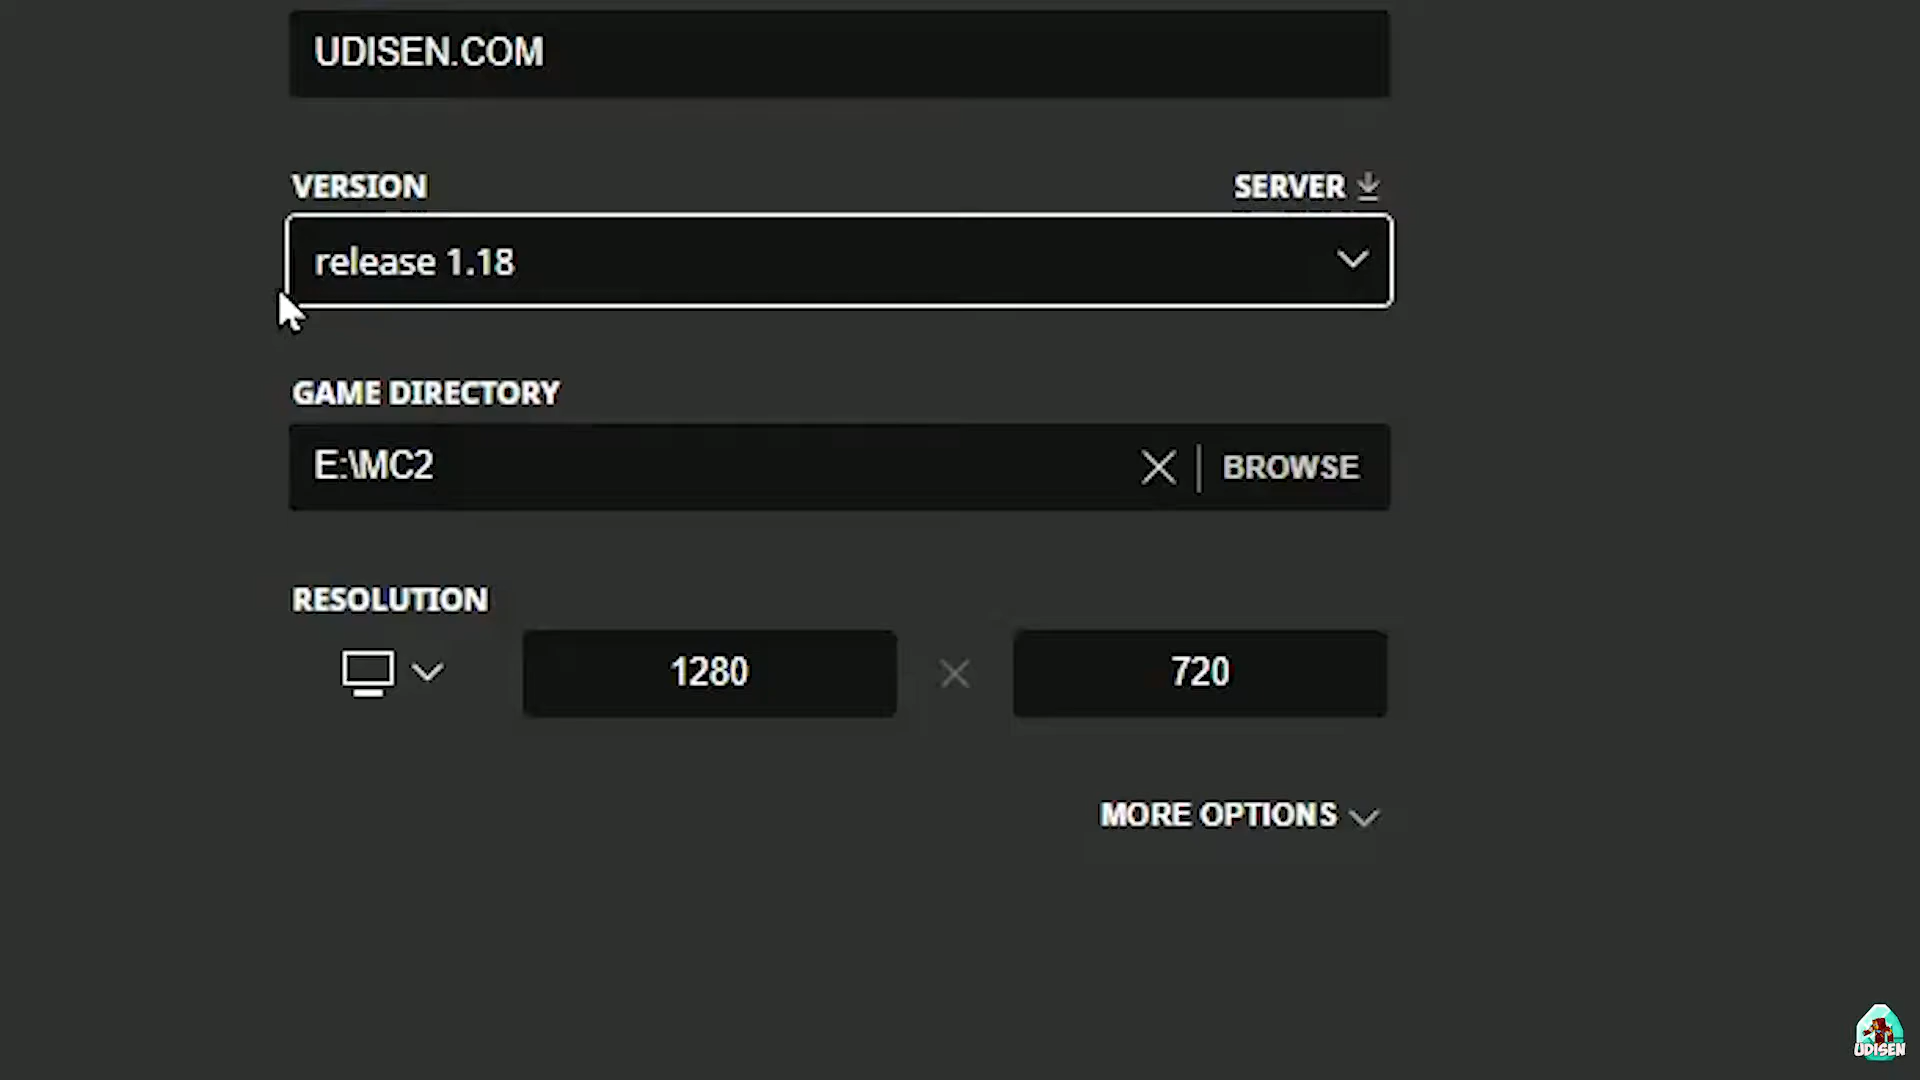 UDISEN.COM
VERSION
SERVER
release 1.18
GAME DIRECTORY
E:\MC2
BROWSE
RESOLUTION
1280
720
MORE OPTIONS
UDISEN